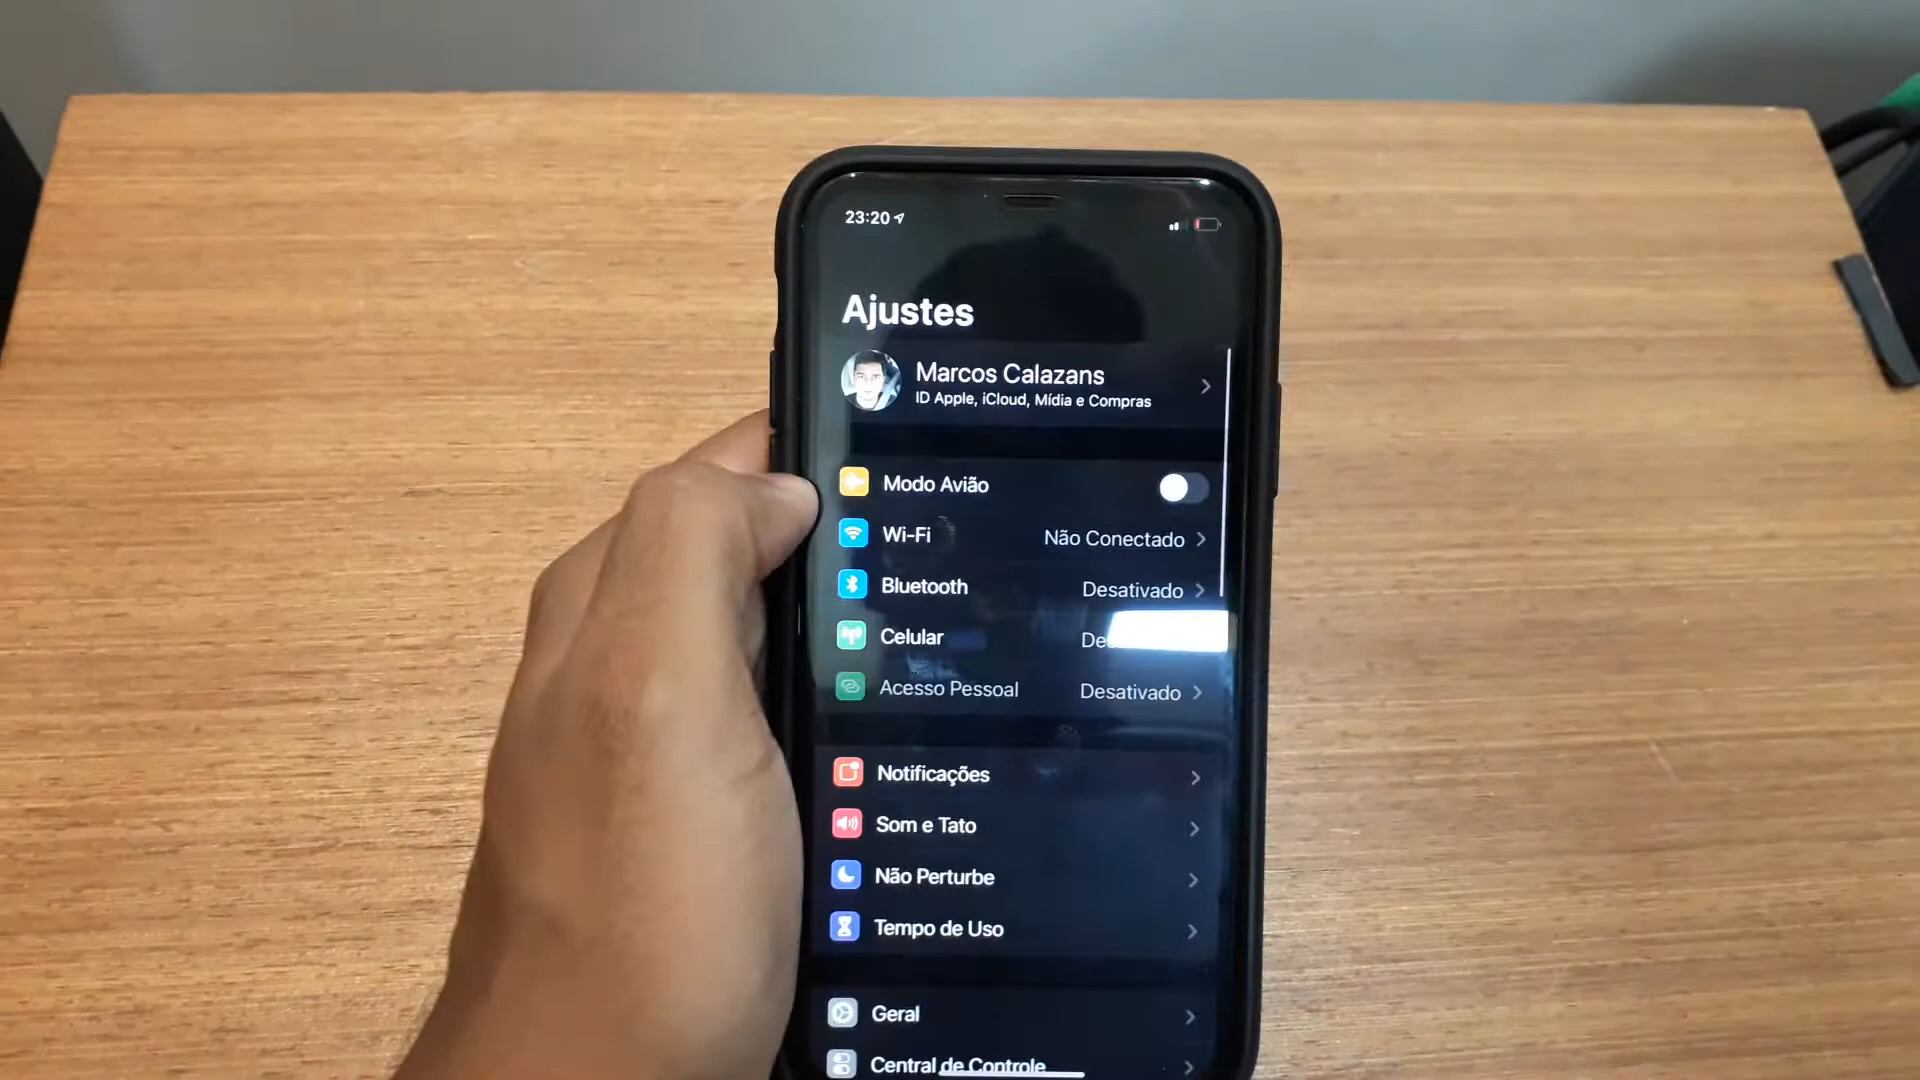 23:20
Ajustes
Marcos Calazans
ID Apple, iCloud, Mídia e Compras
Modo Avião
Wi-Fi Não Conectado
Bluetooth Desativado
Celular
Acesso Pessoal Desativado
Notificações
Som e Tato
Não Perturbe
Tempo de Uso
Geral
Central de Controle